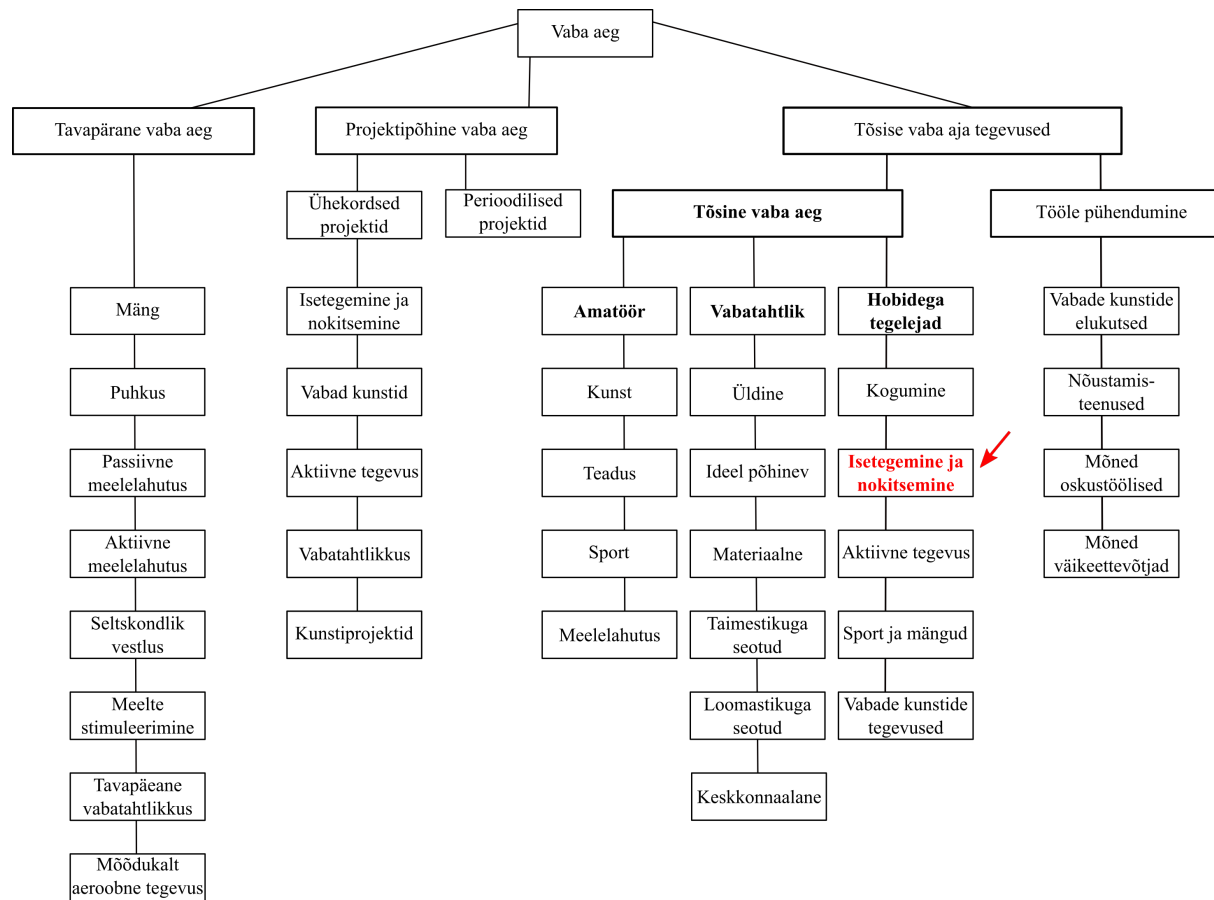 Vaba aeg
Tavapärane vaba aeg
Projektipõhine vaba aeg
Tõsise vaba aja tegevused
Ühekordsed
projektid
Perioodilised
projektid
Tõsine vaba aeg
Tööle pühendumine
Mäng
Puhkus
Passiivne
meelelahutus
Aktiivne
meelelahutus
Seltskondlik
vestlus
Meelte
stimuleerimine
Tavapäeane
vabatahtlikkus
Mõõdukalt
aeroobne tegevus
Isetegemine ja
nokitsemine
Vabad kunstid
Aktiivne tegevus
Vabatahtlikkus
Kunstiprojektid
Amatöör
Kunst
Teadus
Sport
Meelelahutus
Vabatahtlik
Üldine
Ideel põhinev
Materiaalne
Taimestikuga
seotud
Loomastikuga
seotud
Keskkonnaalane
Hobidega
tegelejad
Kogumine
Isetegemine ja
nokitsemine
Aktiivne tegevus
Sport ja mängud
Vabade kunstide
tegevused
Vabade kunstide
elukutsed
Nõustamis-
teenused
Mõned
oskustöölised
Mõned
väikeettevõtjad